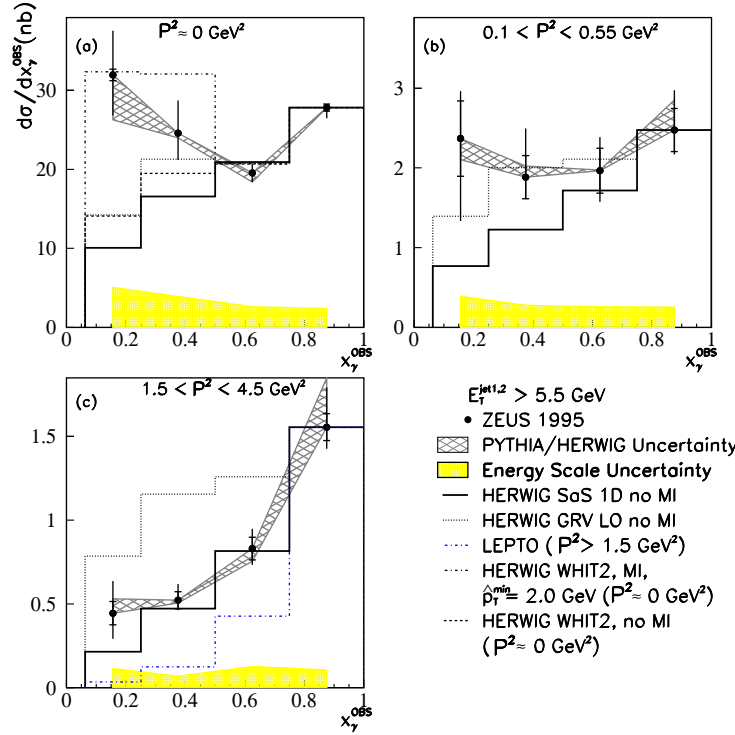 dσ/dxγ^OBS(nb)
(a)
P² ≈ 0 GeV²
30
20
10
0
0
0.2
0.4
0.6
0.8
1
xγ^OBS
(b)
0.1 < P² < 0.55 GeV²
3
2
1
0
0
0.2
0.4
0.6
0.8
1
xγ^OBS
(c)
1.5 < P² < 4.5 GeV²
1.5
1
0.5
0
0
0.2
0.4
0.6
0.8
1
xγ^OBS
E_T^jet1,2 > 5.5 GeV
ZEUS 1995
PYTHIA/HERWIG Uncertainty
Energy Scale Uncertainty
HERWIG SaS 1D no MI
HERWIG GRV LO no MI
LEPTO ( P² > 1.5 GeV²)
HERWIG WHIT2, MI,
p̂_T^min = 2.0 GeV ( P² ≈ 0 GeV²)
HERWIG WHIT2, no MI
( P² ≈ 0 GeV²)